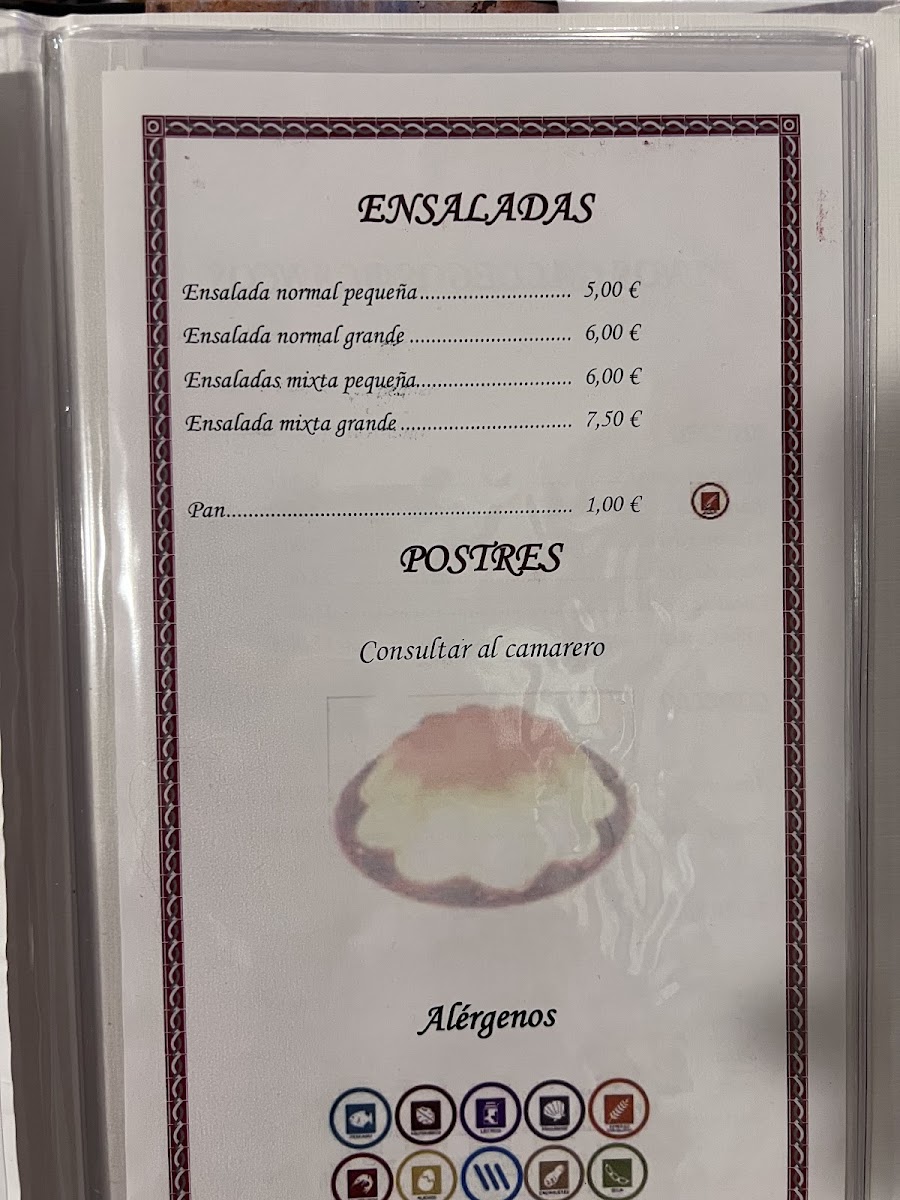 ENSALADAS
Ensalada normal pequeña........................... 5,00 €
Ensalada normal grande ............................. 6,00 €
Ensaladas mixta pequeña............................ 6,00 €
Ensalada mixta grande ............................... 7,50 €
Pan.............................................................. 1,00 €
POSTRES
Consultar al camarero
Alérgenos